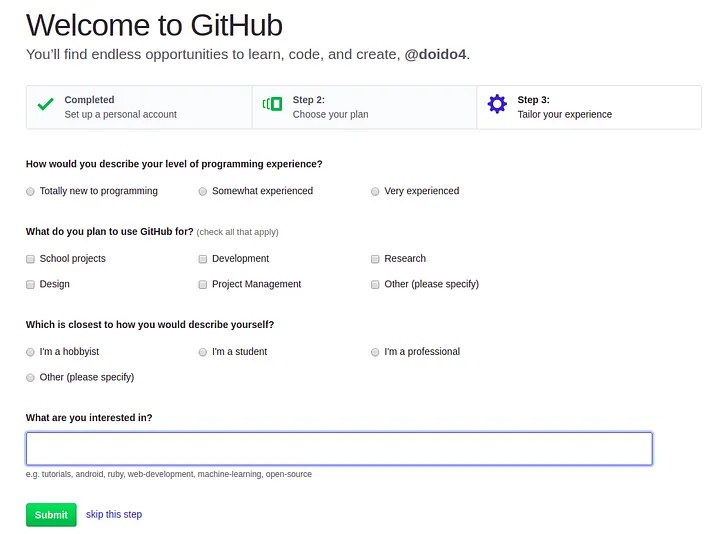 Welcome to GitHub
You'll find endless opportunities to learn, code, and create, @doido4.
Completed
Set up a personal account
Step 2:
Choose your plan
Step 3:
Tailor your experience
How would you describe your level of programming experience?
Totally new to programming Somewhat experienced Very experienced
What do you plan to use GitHub for? (check all that apply)
School projects Development Research
Design Project Management Other (please specify)
Which is closest to how you would describe yourself?
I'm a hobbyist I'm a student I'm a professional
Other (please specify)
What are you interested in?
e.g. tutorials, android, ruby, web-development, machine-learning, open-source
Submit skip this step